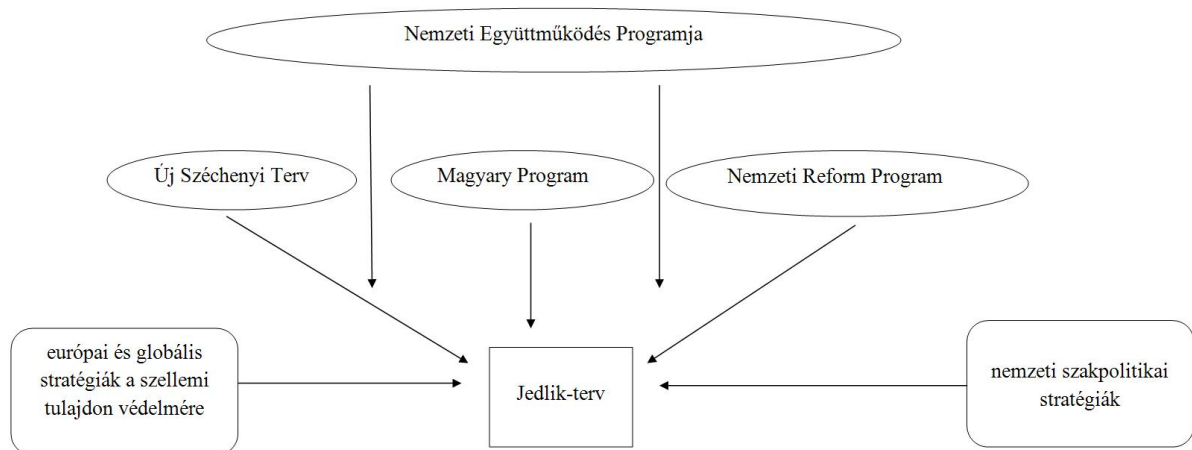 Nemzeti Együttműködés Programja
Új Széchenyi Terv
Magyary Program
Nemzeti Reform Program
európai és globális
stratégiák a szellemi
tulajdon védelmére
Jedlik-terv
nemzeti szakpolitikai
stratégiák